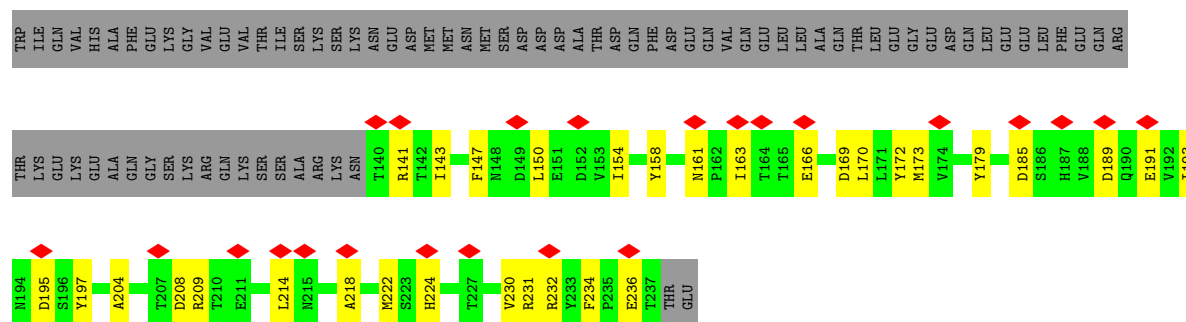 TRP ILE GLN VAL HIS ALA PHE GLU LYS GLY VAL GLU VAL THR ILE SER LYS SER LYS ASN GLU ASP MET MET ASN MET SER ASP ASP ASP ALA THR ASP GLN PHE ASP GLU GLN VAL GLN GLU LEU LEU ALA GLN THR LEU GLU GLY GLU ASP GLN LEU GLU GLU LEU PHE GLU GLN ARG
THR LYS GLU LYS GLU ALA GLN GLY SER LYS ARG GLN LYS SER SER ALA ARG LYS ASN T140 R141 T142 I143 F147 N148 D149 L150 E151 D152 V153 I154 Y158 N161 P162 I163 T164 T165 E166 D169 L170 L171 Y172 M173 V174 Y179 D185 S186 H187 V188 D189 Q190 E191 V192 I193
N194 D195 S196 Y197 A204 T207 D208 R209 T210 E211 L214 N215 A218 M222 S223 H224 T227 V230 R231 R232 Y233 F234 P235 E236 T237 THR GLU